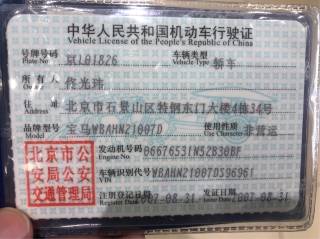 中华人民共和国机动车行驶证
Vehicle License of the People's Republic of China
号牌号码 京L01826 车辆类型 轿车
Plate No. Vehicle Type
所有人 佟光玮
Owner
住址 北京市石景山区特钢东门大楼4栋34号
Address
品牌型号 宝马WBAHN21007D 使用性质 非营运
Model Use Character
北京市公安局公安交通管理局
发动机号码 06676531N52B30BF
Engine No.
车辆识别代号 WBAHN21007DS96961
VIN
注册登记日期 2007-08-31 发证日期 2007-08-31
Register Date Issue Date